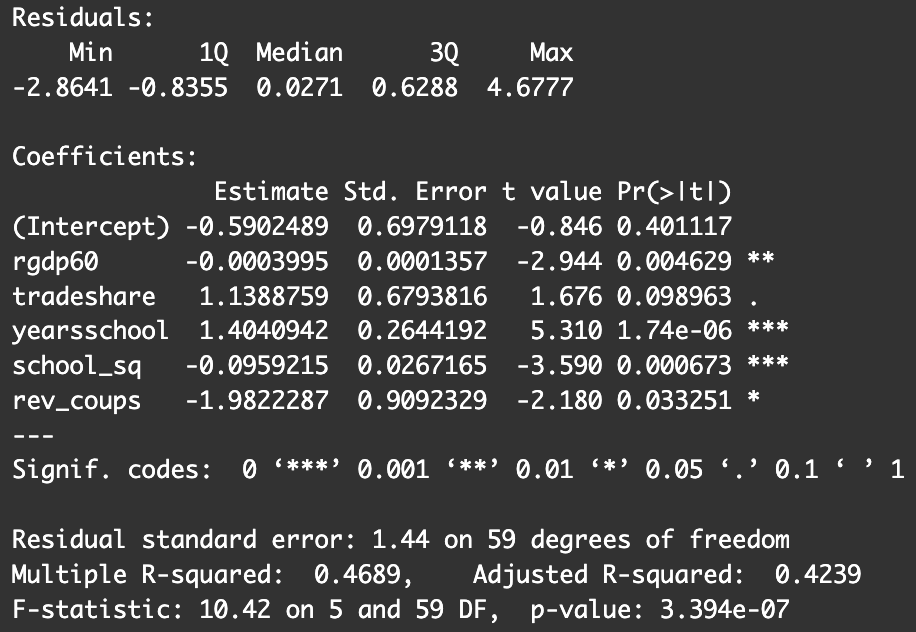 Residuals:
    Min      1Q  Median      3Q     Max
-2.8641 -0.8355  0.0271  0.6288  4.6777

Coefficients:
              Estimate Std. Error t value Pr(>|t|)
(Intercept) -0.5902489  0.6979118  -0.846 0.401117
rgdp60      -0.0003995  0.0001357  -2.944 0.004629 **
tradeshare   1.1388759  0.6793816   1.676 0.098963 .
yearsschool  1.4040942  0.2644192   5.310 1.74e-06 ***
school_sq   -0.0959215  0.0267165  -3.590 0.000673 ***
rev_coups   -1.9822287  0.9092329  -2.180 0.033251 *
---
Signif. codes:  0 ‘***’ 0.001 ‘**’ 0.01 ‘*’ 0.05 ‘.’ 0.1 ‘ ’ 1

Residual standard error: 1.44 on 59 degrees of freedom
Multiple R-squared:  0.4689,    Adjusted R-squared:  0.4239
F-statistic: 10.42 on 5 and 59 DF,  p-value: 3.394e-07